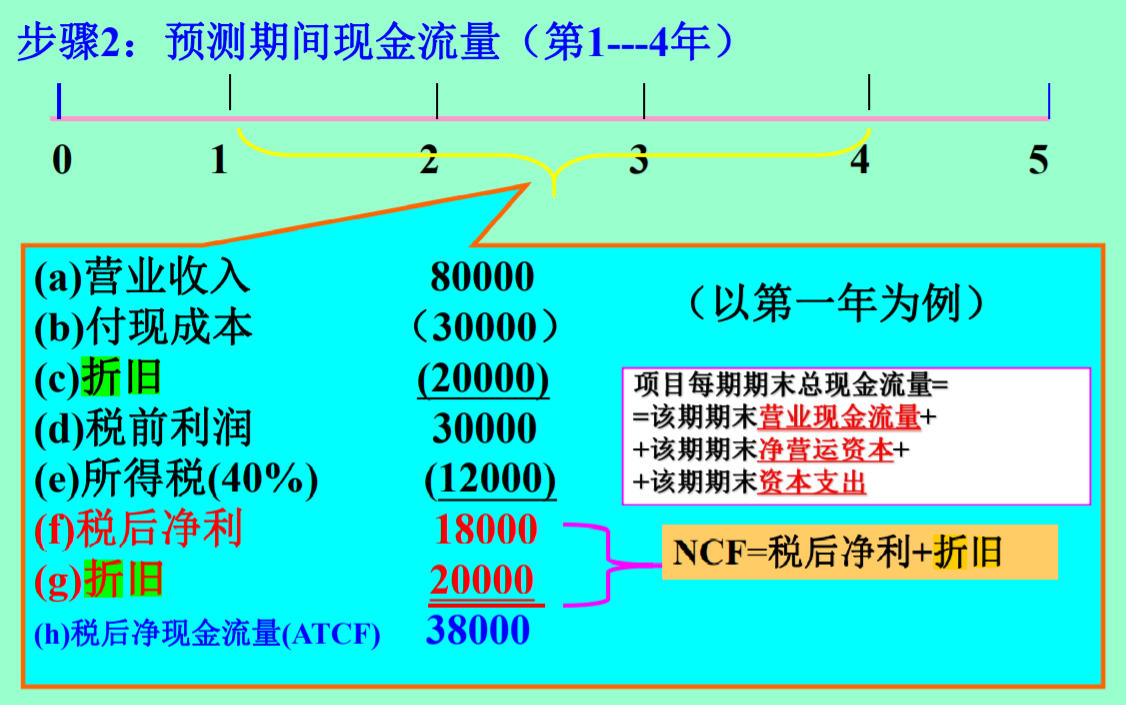 步骤2：预测期间现金流量（第1---4年）
0 1 2 3 4 5
(a)营业收入 80000
(b)付现成本 （30000）
(c)折旧 (20000)
(d)税前利润 30000
(e)所得税(40%) (12000)
(f)税后净利 18000
(g)折旧 20000
(h)税后净现金流量(ATCF) 38000
（以第一年为例）
项目每期期末总现金流量=
=该期期末营业现金流量+
+该期期末净营运资本+
+该期期末资本支出
NCF=税后净利+折旧